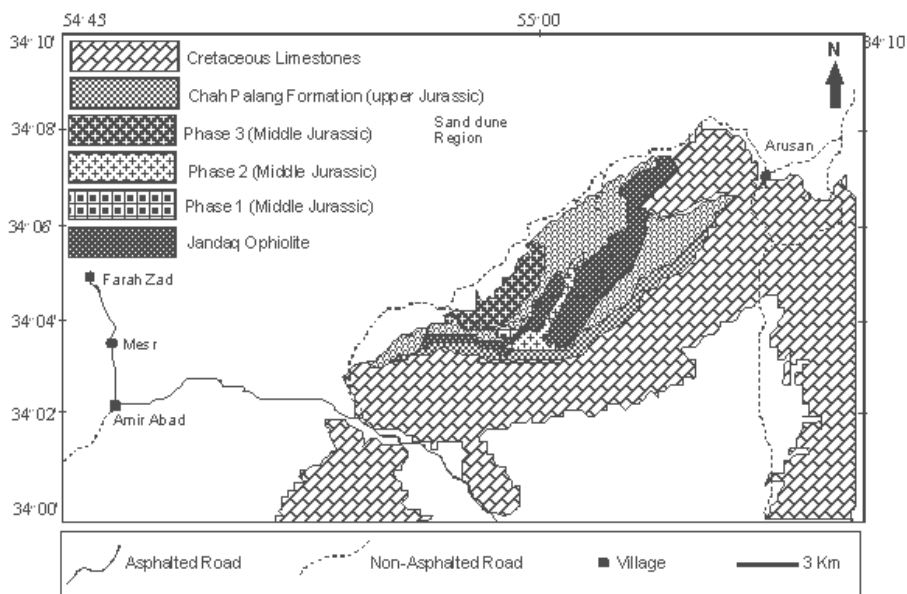 54 45
55 00
34 10'
34 10
Cretaceous Limestones
N
Chah Palang Formation (upper Jurassic)
Sand dune
Region
34 08'
Phase 3 (Middle Jurassic)
Arusan
Phase 2 (Middle Jurassic)
Phase 1 (Middle Jurassic)
34 06'
Jandaq Ophiolite
Farah Zad
34 04'
Mesr
34 02'
Amir Abad
34 00'
Asphalted Road
Non-Asphalted Road
Village
3 Km